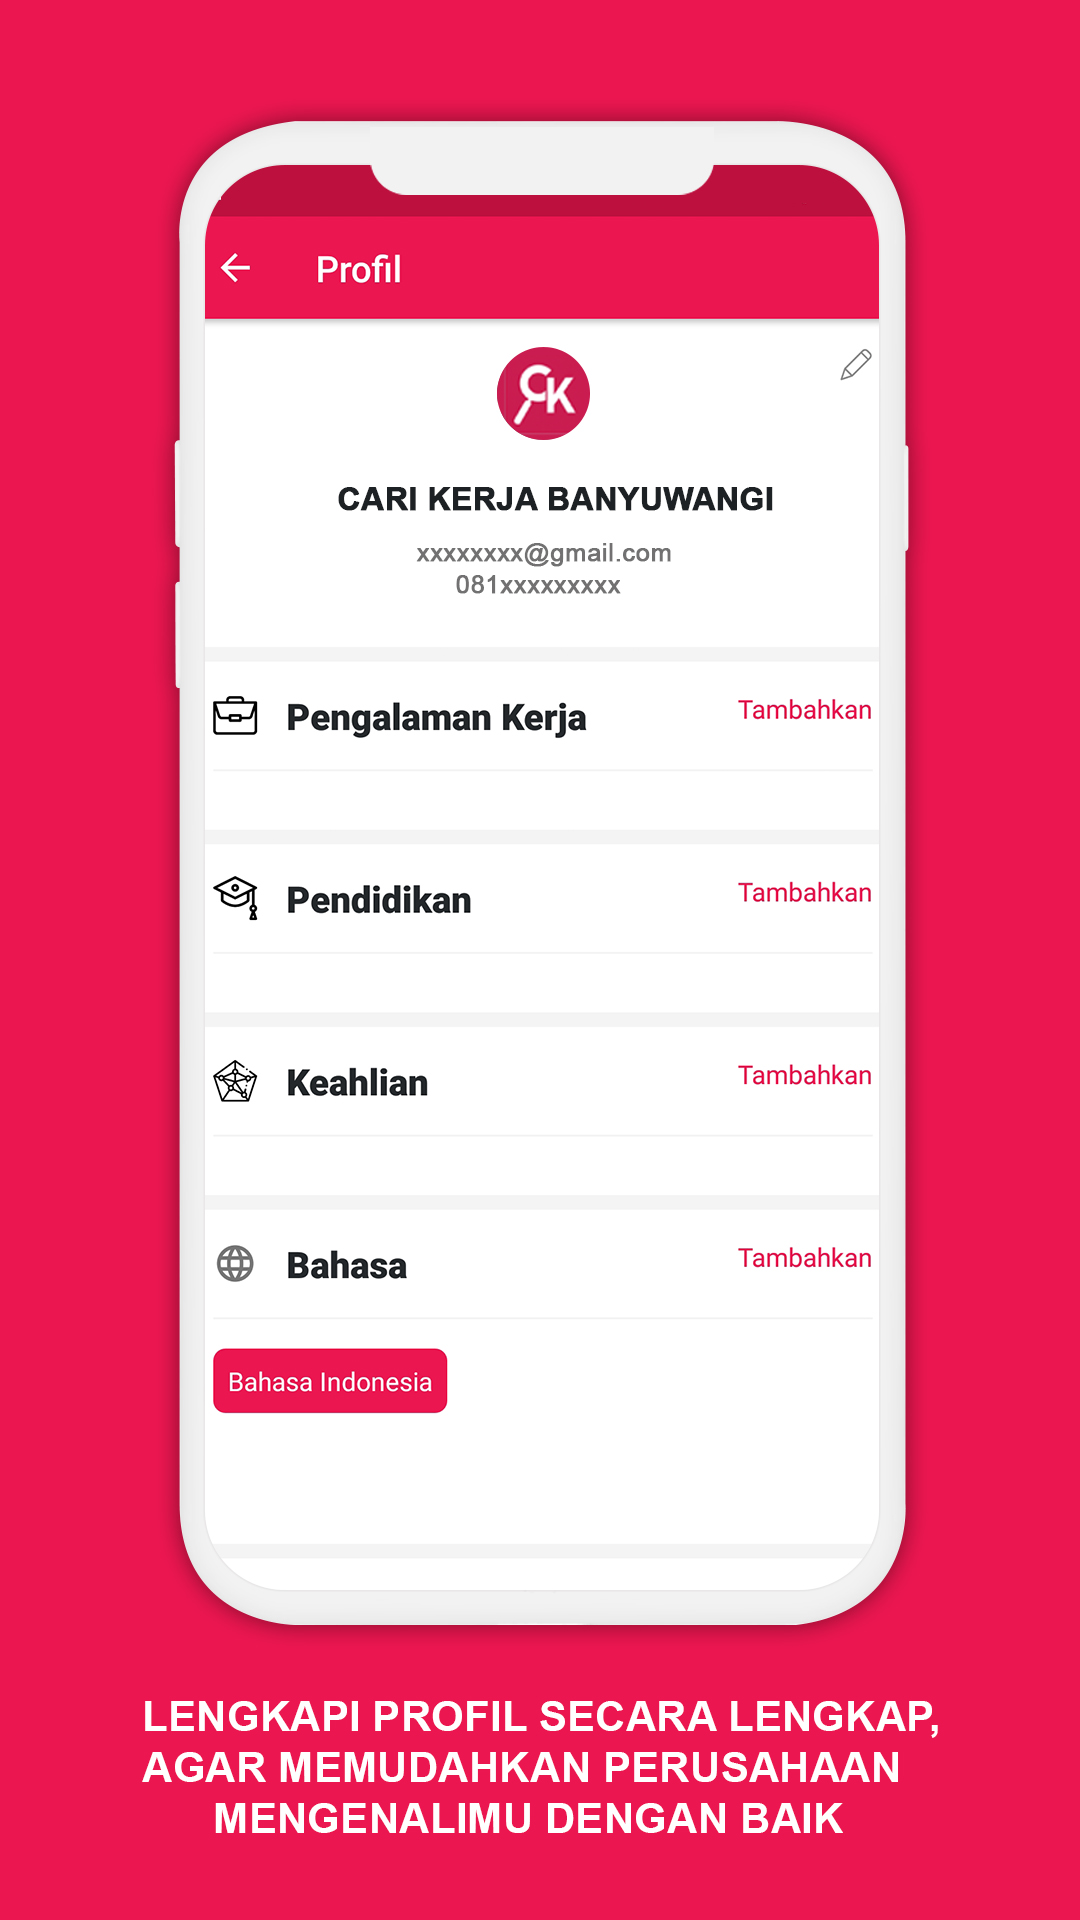 Profil
CK
CARI KERJA BANYUWANGI
xxxxxxxx@gmail.com
081xxxxxxxxx
Pengalaman Kerja
Tambahkan
Pendidikan
Tambahkan
Keahlian
Tambahkan
Bahasa
Tambahkan
Bahasa Indonesia
LENGKAPI PROFIL SECARA LENGKAP,
AGAR MEMUDAHKAN PERUSAHAAN
MENGENALIMU DENGAN BAIK